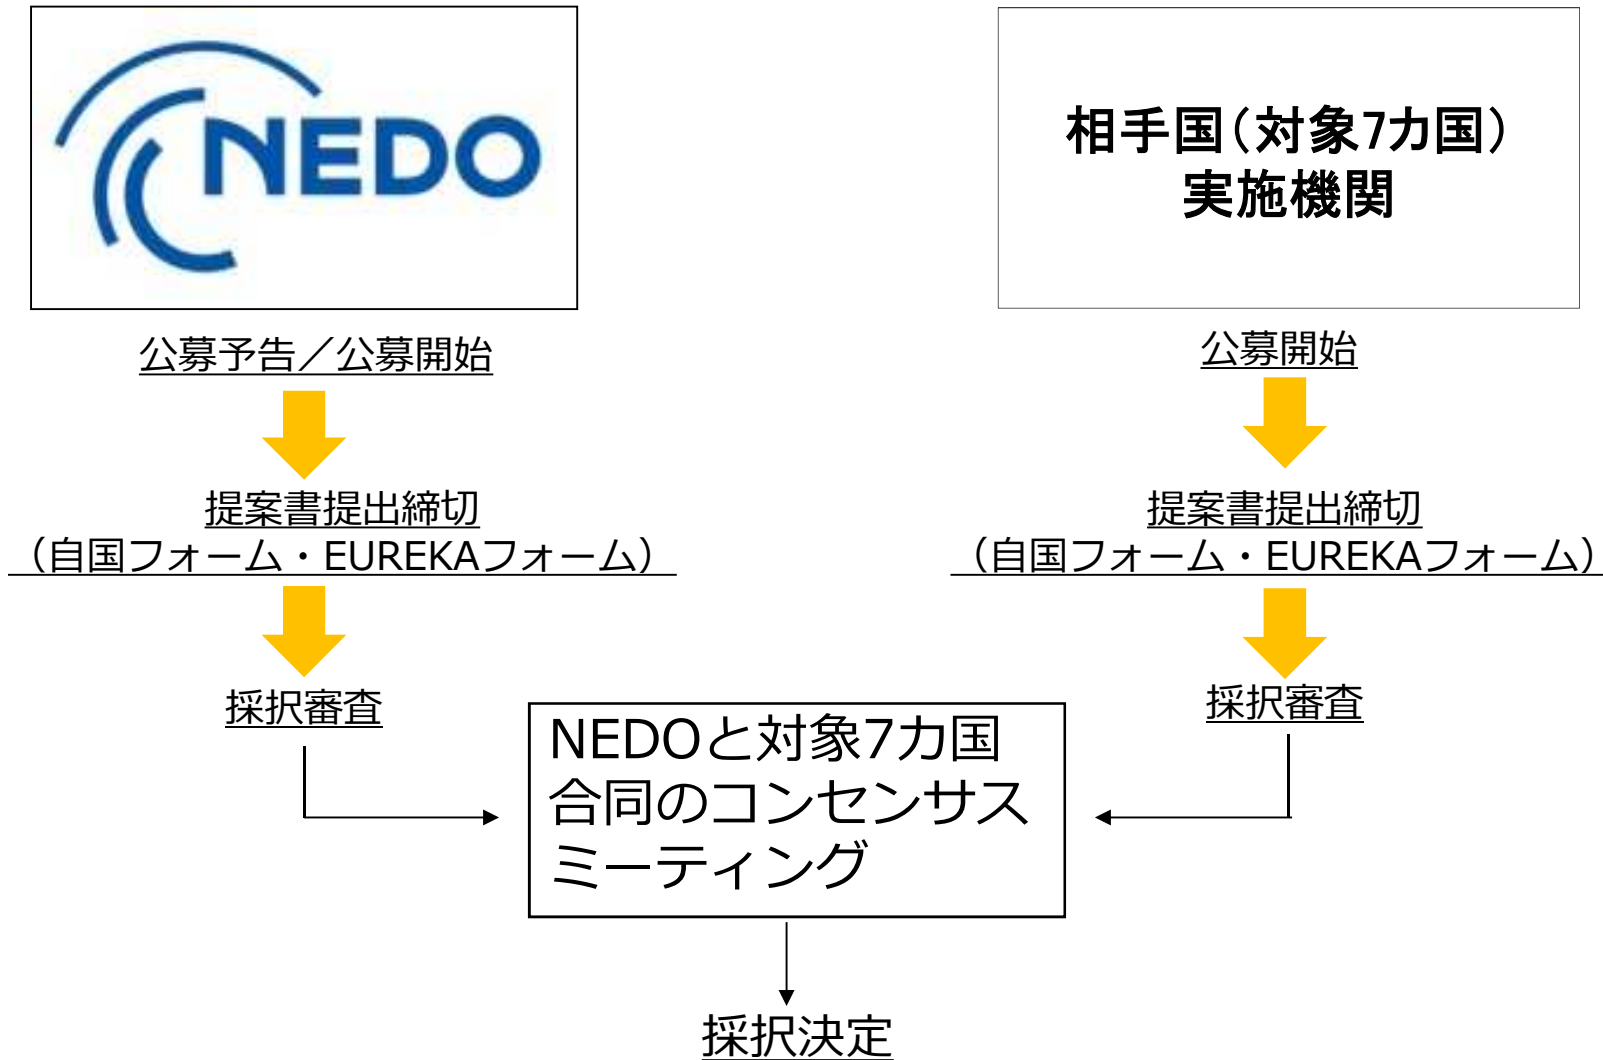 NEDO
公募予告／公募開始
提案書提出締切
（自国フォーム・EUREKAフォーム）
採択審査
相手国（対象7カ国）
実施機関
公募開始
提案書提出締切
（自国フォーム・EUREKAフォーム）
採択審査
NEDOと対象7カ国
合同のコンセンサス
ミーティング
採択決定